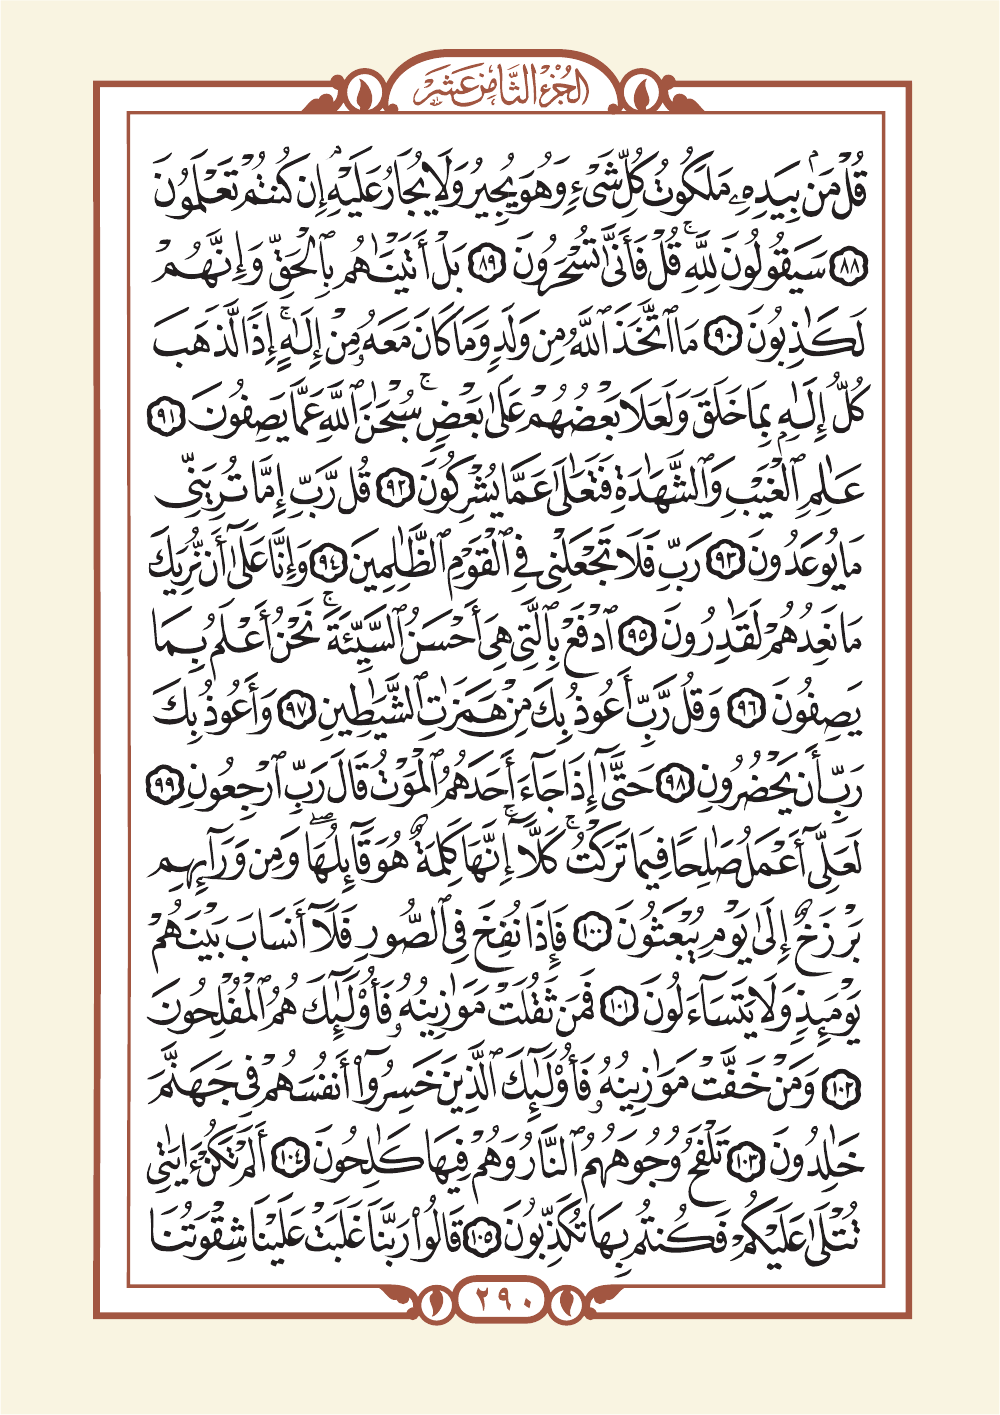 الجزء الثامن عشر
قُلْ مَنۢ بِيَدِهِۦ مَلَكُوتُ كُلِّ شَىْءٍ وَهُوَ يُجِيرُ وَلَا يُجَارُ عَلَيْهِ إِن كُنتُمْ تَعْلَمُونَ
٨٨ سَيَقُولُونَ لِلَّهِ ۚ قُلْ فَأَنَّىٰ تُسْحَرُونَ ٨٩ بَلْ أَتَيْنَٰهُم بِٱلْحَقِّ وَإِنَّهُمْ
لَكَٰذِبُونَ ٩٠ مَا ٱتَّخَذَ ٱللَّهُ مِن وَلَدٍ وَمَا كَانَ مَعَهُۥ مِنْ إِلَٰهٍ ۚ إِذًا لَّذَهَبَ
كُلُّ إِلَٰهٍۭ بِمَا خَلَقَ وَلَعَلَا بَعْضُهُمْ عَلَىٰ بَعْضٍ ۚ سُبْحَٰنَ ٱللَّهِ عَمَّا يَصِفُونَ ٩١
عَٰلِمِ ٱلْغَيْبِ وَٱلشَّهَٰدَةِ فَتَعَٰلَىٰ عَمَّا يُشْرِكُونَ ٩٢ قُل رَّبِّ إِمَّا تُرِيَنِّى
مَا يُوعَدُونَ ٩٣ رَبِّ فَلَا تَجْعَلْنِى فِى ٱلْقَوْمِ ٱلظَّٰلِمِينَ ٩٤ وَإِنَّا عَلَىٰٓ أَن نُّرِيَكَ
مَا نَعِدُهُمْ لَقَٰدِرُونَ ٩٥ ٱدْفَعْ بِٱلَّتِى هِىَ أَحْسَنُ ٱلسَّيِّئَةَ ۚ نَحْنُ أَعْلَمُ بِمَا
يَصِفُونَ ٩٦ وَقُل رَّبِّ أَعُوذُ بِكَ مِنْ هَمَزَٰتِ ٱلشَّيَٰطِينِ ٩٧ وَأَعُوذُ بِكَ
رَبِّ أَن يَحْضُرُونِ ٩٨ حَتَّىٰٓ إِذَا جَآءَ أَحَدَهُمُ ٱلْمَوْتُ قَالَ رَبِّ ٱرْجِعُونِ ٩٩
لَعَلِّىٓ أَعْمَلُ صَٰلِحًا فِيمَا تَرَكْتُ ۚ كَلَّآ ۚ إِنَّهَا كَلِمَةٌ هُوَ قَآئِلُهَا ۖ وَمِن وَرَآئِهِم
بَرْزَخٌ إِلَىٰ يَوْمِ يُبْعَثُونَ ١٠٠ فَإِذَا نُفِخَ فِى ٱلصُّورِ فَلَآ أَنسَابَ بَيْنَهُمْ
يَوْمَئِذٍ وَلَا يَتَسَآءَلُونَ ١٠١ فَمَن ثَقُلَتْ مَوَٰزِينُهُۥ فَأُو۟لَٰٓئِكَ هُمُ ٱلْمُفْلِحُونَ
١٠٢ وَمَنْ خَفَّتْ مَوَٰزِينُهُۥ فَأُو۟لَٰٓئِكَ ٱلَّذِينَ خَسِرُوٓا۟ أَنفُسَهُمْ فِى جَهَنَّمَ
خَٰلِدُونَ ١٠٣ تَلْفَحُ وُجُوهَهُمُ ٱلنَّارُ وَهُمْ فِيهَا كَٰلِحُونَ ١٠٤ أَلَمْ تَكُنْ ءَايَٰتِى
تُتْلَىٰ عَلَيْكُمْ فَكُنتُم بِهَا تُكَذِّبُونَ ١٠٥ قَالُوا۟ رَبَّنَا غَلَبَتْ عَلَيْنَا شِقْوَتُنَا
٢٩٠